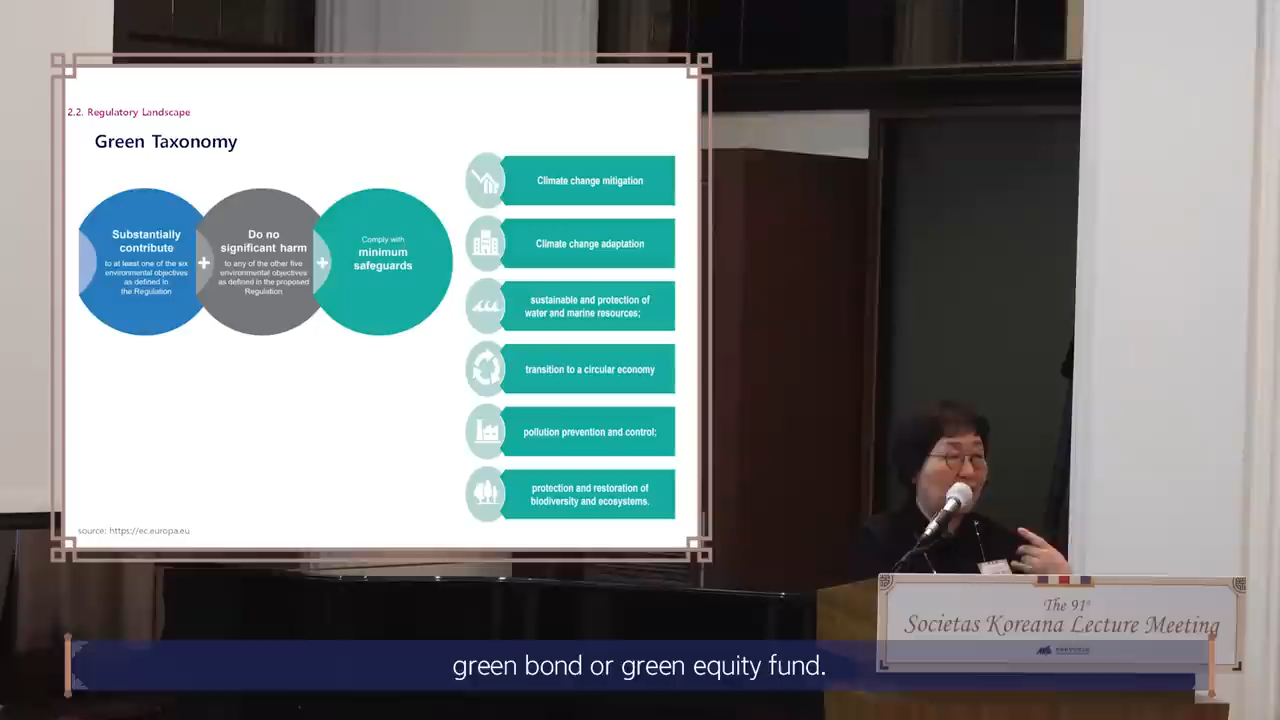 2.2. Regulatory Landscape
Green Taxonomy
Substantially
contribute
to at least one of the six
environmental objectives
as defined in
the Regulation
+
Do no
significant harm
to any of the other five
environmental objectives
as defined in the proposed
Regulation
+
Comply with
minimum
safeguards
Climate change mitigation
Climate change adaptation
sustainable and protection of
water and marine resources;
transition to a circular economy
pollution prevention and control;
protection and restoration of
biodiversity and ecosystems.
source: https://ec.europa.eu
The 91st
Societas Koreana Lecture Meeting
green bond or green equity fund.